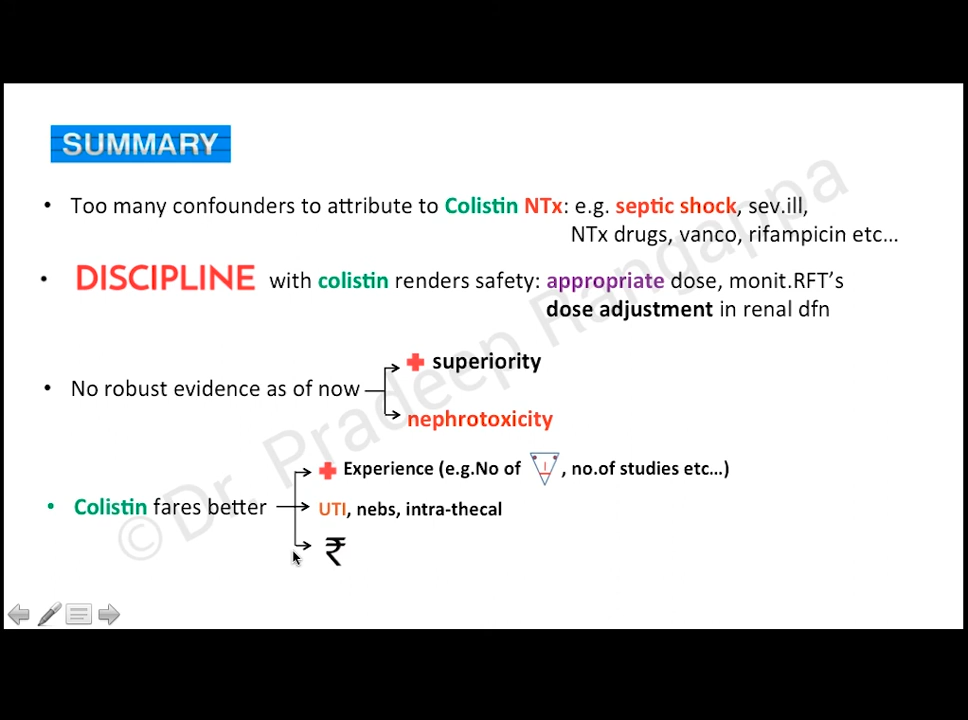 SUMMARY
• Too many confounders to attribute to Colistin NTx: e.g. septic shock, sev.ill,
NTx drugs, vanco, rifampicin etc...
• DISCIPLINE with colistin renders safety: appropriate dose, monit.RFT’s
dose adjustment in renal dfn
superiority
• No robust evidence as of now
nephrotoxicity
Experience (e.g.No of , no.of studies etc…)
UTI, nebs, intra-thecal
• Colistin fares better
₹
© Dr. Pradeep Rangappa